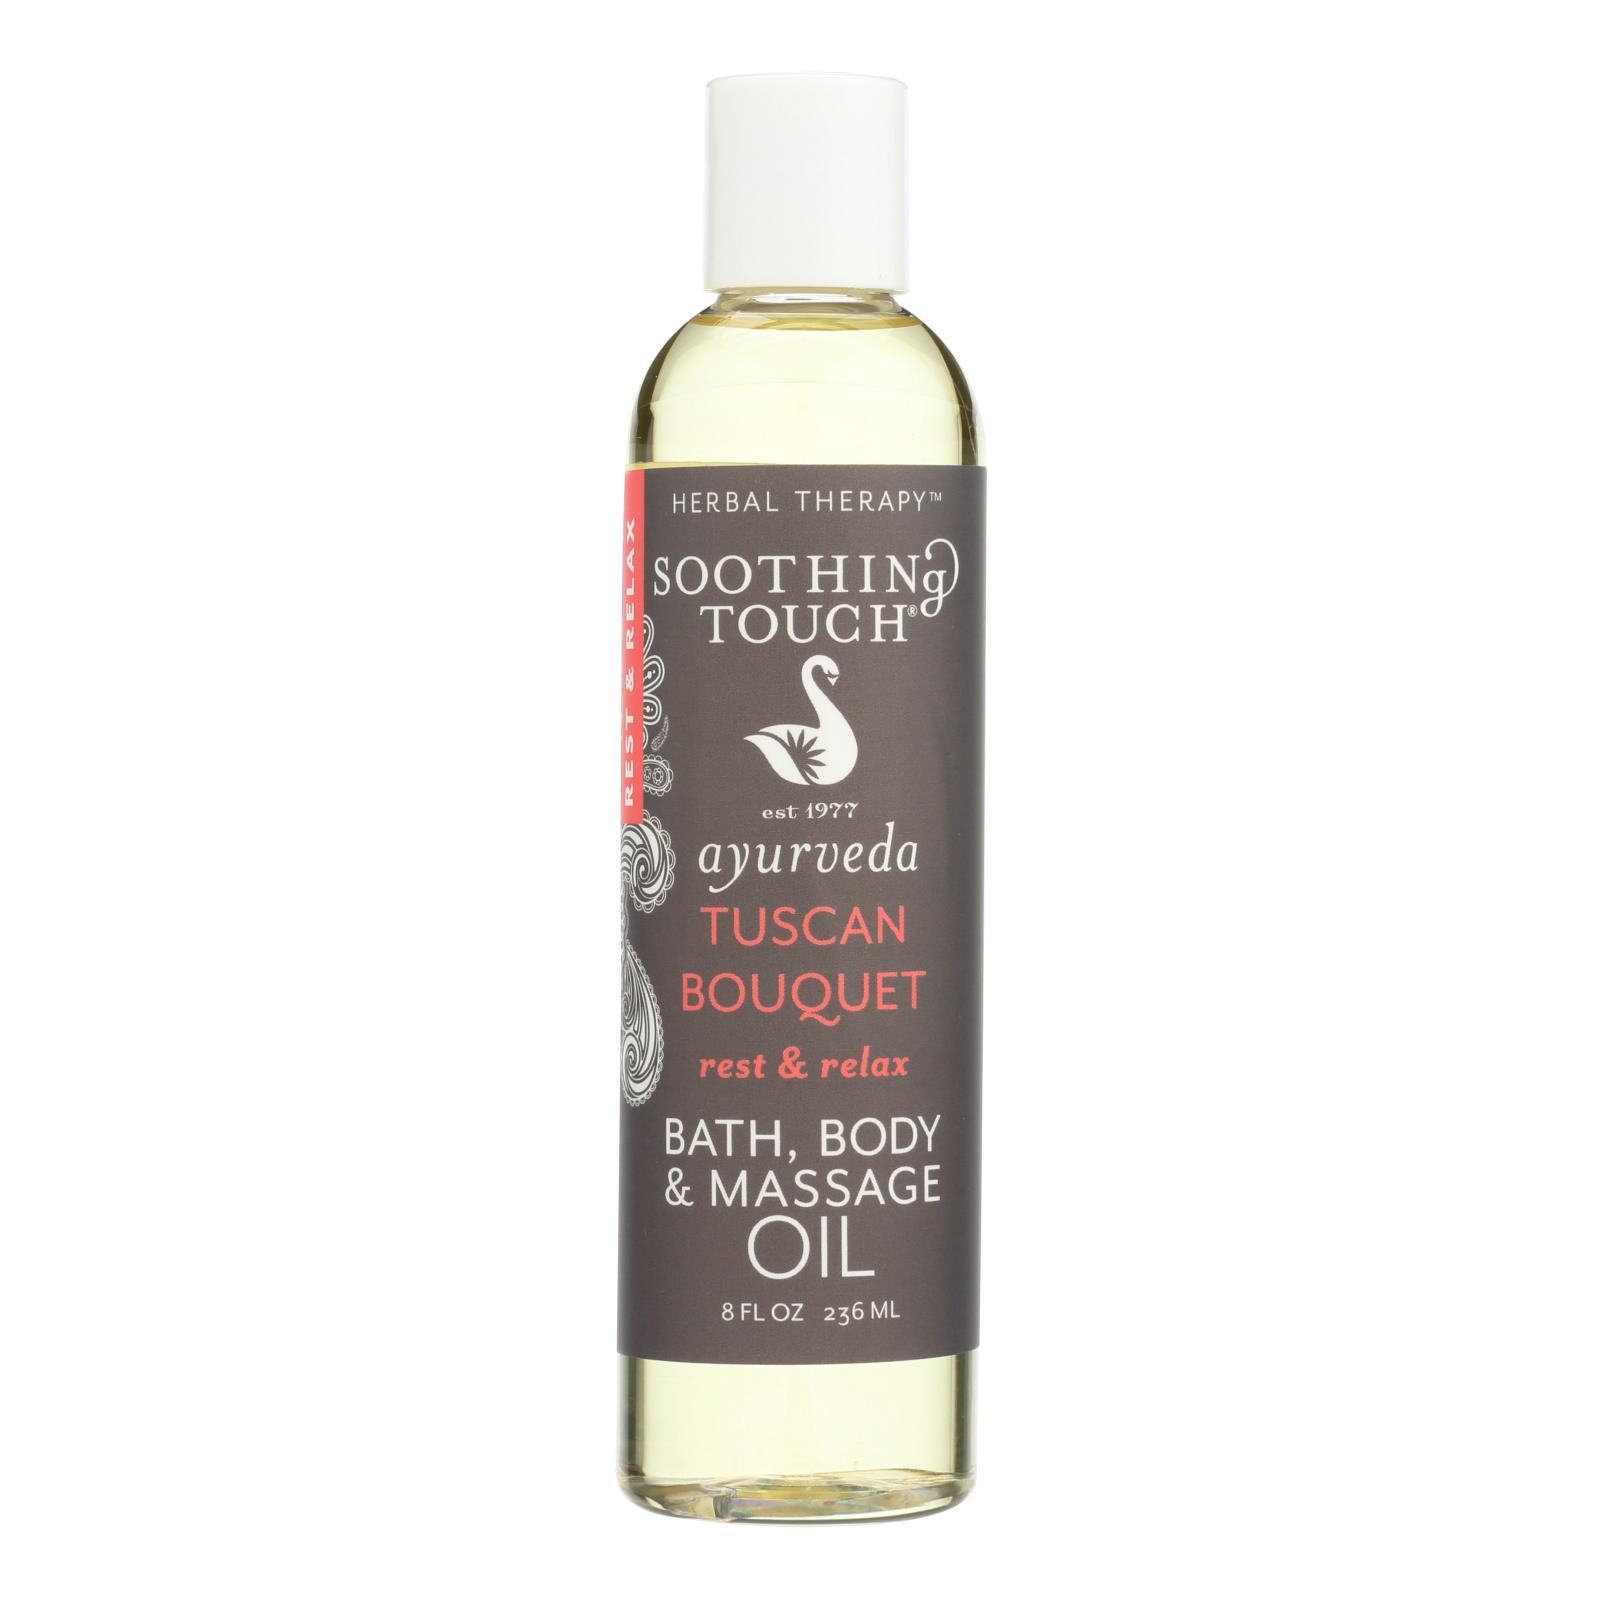 HERBAL THERAPY™
SOOTHING
TOUCH®
est 1977
ayurveda
TUSCAN
BOUQUET
rest & relax
BATH, BODY
& MASSAGE
OIL
8 FL OZ 236 ML
REST & RELAX